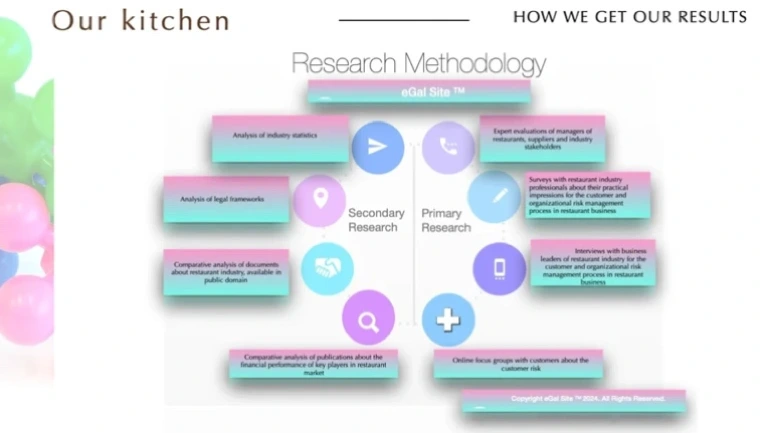 Our kitchen
HOW WE GET OUR RESULTS
Research Methodology
eGal Site ™
Analysis of industry statistics
Expert evaluations of managers of
restaurants, suppliers and industry
stakeholders
Analysis of legal frameworks
Surveys with restaurant industry
professionals about their practical
impressions for the customer and
organizational risk management
process in restaurant business
Secondary
Research
Primary
Research
Comparative analysis of documents
about restaurant industry, available in
public domain
Interviews with business
leaders of restaurant industry for the
customer and organizational risk
management process in restaurant
business
Comparative analysis of publications about the
financial performance of key players in restaurant
market
Online focus groups with customers about the
customer risk
Copyright eGal Site ™ 2024. All Rights Reserved.